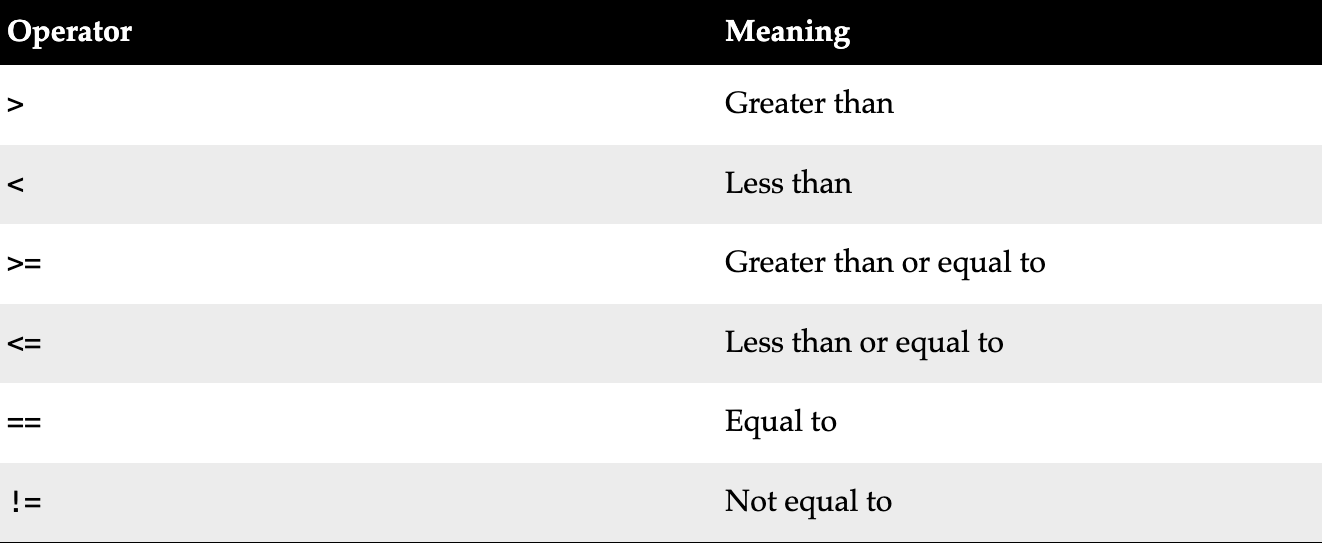 Operator Meaning
> Greater than
< Less than
>= Greater than or equal to
<= Less than or equal to
== Equal to
!= Not equal to